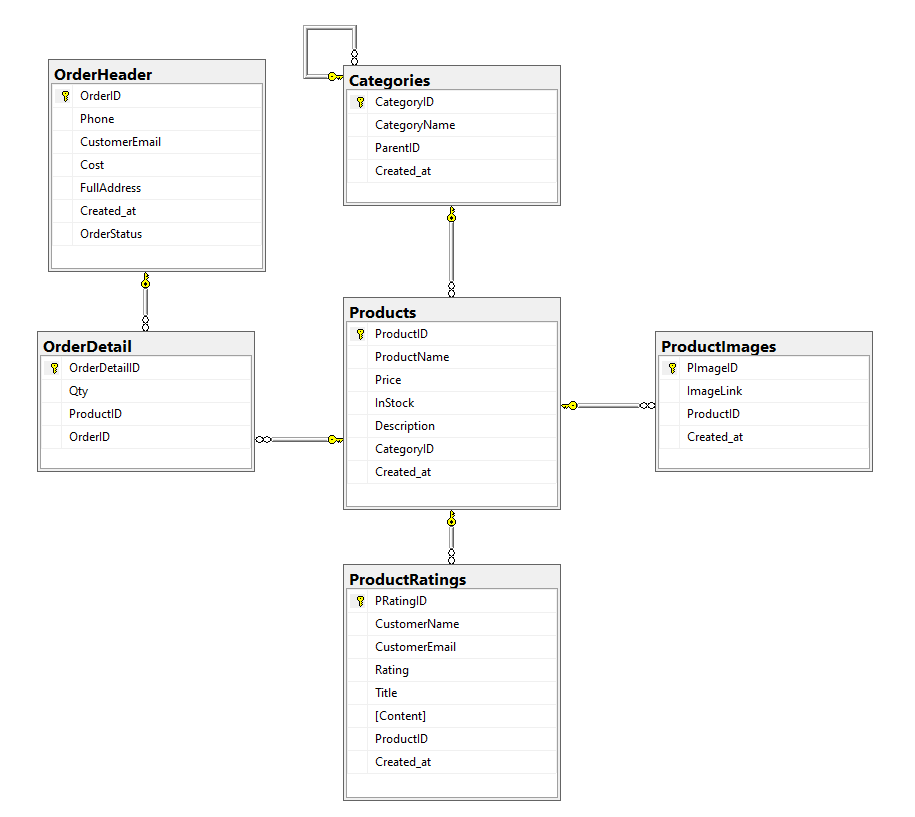 OrderHeader
OrderID
Phone
CustomerEmail
Cost
FullAddress
Created_at
OrderStatus
Categories
CategoryID
CategoryName
ParentID
Created_at
OrderDetail
OrderDetailID
Qty
ProductID
OrderID
Products
ProductID
ProductName
Price
InStock
Description
CategoryID
Created_at
ProductImages
PImageID
ImageLink
ProductID
Created_at
ProductRatings
PRatingID
CustomerName
CustomerEmail
Rating
Title
[Content]
ProductID
Created_at